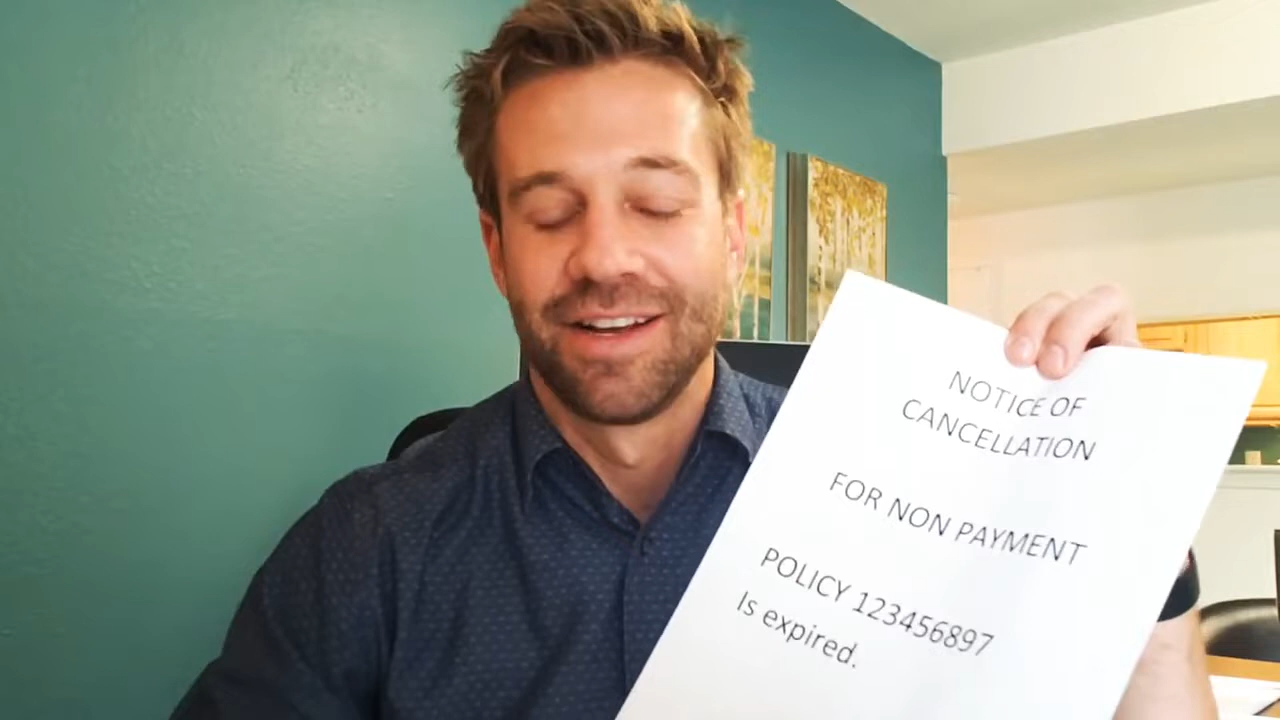 NOTICE OF
CANCELLATION
FOR NON PAYMENT
POLICY 123456897
Is expired.